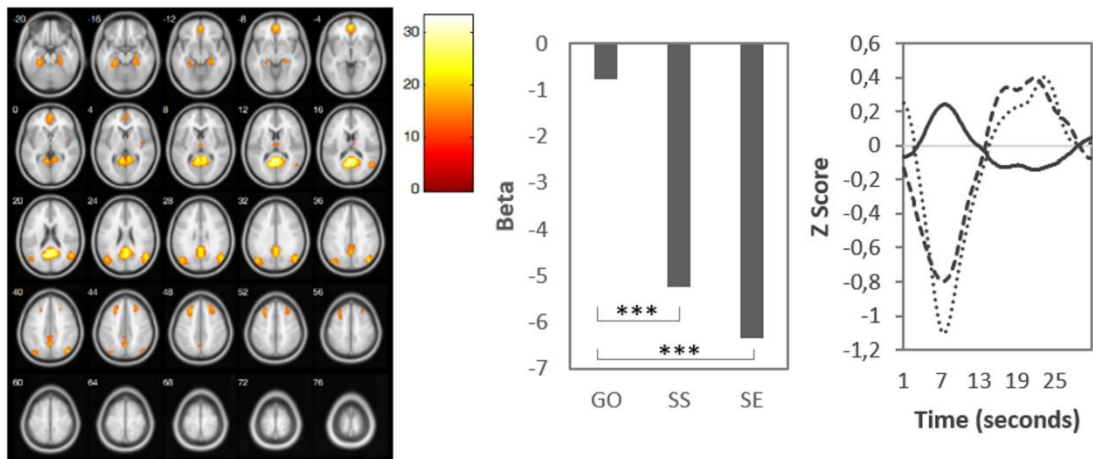 -20 -16 -12 -8 -4
0 4 8 12 16
20 24 28 32 36
40 44 48 52 56
60 64 68 72 76
30
20
10
0
Beta
0
-1
-2
-3
-4
-5
-6
-7
***
***
GO SS SE
Z Score
0,6
0,4
0,2
0
-0,2
-0,4
-0,6
-0,8
-1
-1,2
1 7 13 19 25
Time (seconds)